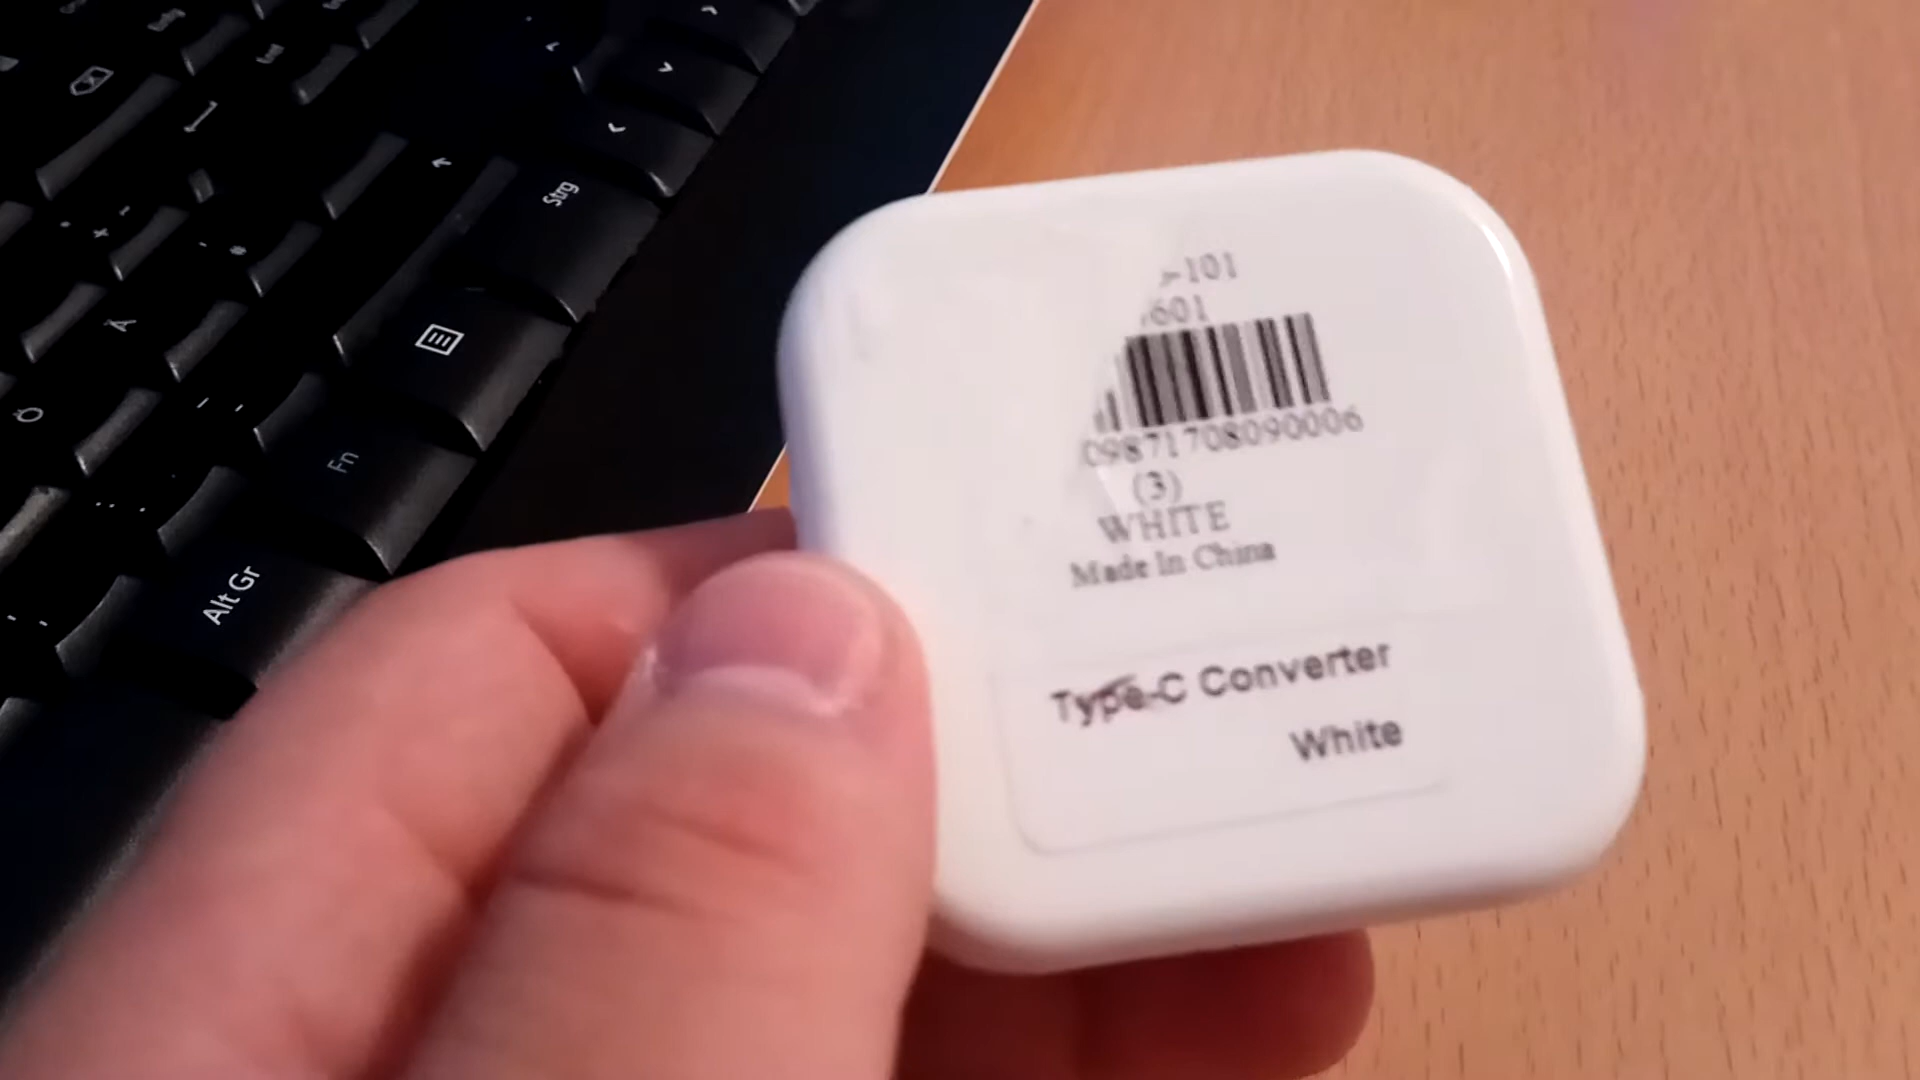 Strg
Fn
Alt Gr
Ä
Ö
-101
601
09871708090006
(3)
WHITE
Made In China
Type-C Converter
White